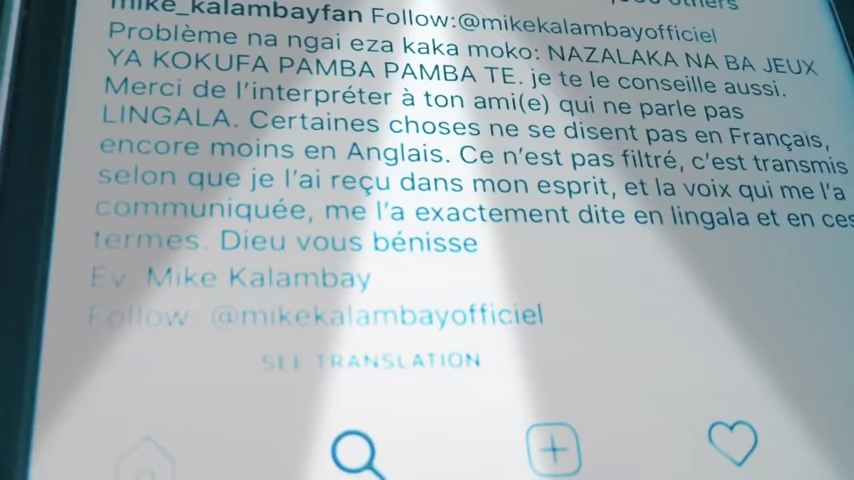 others
mike_kalambayfan Follow:@mikekalambayofficiel
Problème na ngai eza kaka moko: NAZALAKA NA BA JEUX
YA KOKUFA PAMBA PAMBA TE. je te le conseille aussi.
Merci de l'interpréter à ton ami(e) qui ne parle pas
LINGALA. Certaines choses ne se disent pas en Français,
encore moins en Anglais. Ce n'est pas filtré, c'est transmis
selon que je l'ai reçu dans mon esprit, et la voix qui me l'a
communiquée, me l'a exactement dite en lingala et en ces
termes. Dieu vous bénisse
Ev. Mike Kalambay
Follow: @mikekalambayofficiel
SEE TRANSLATION